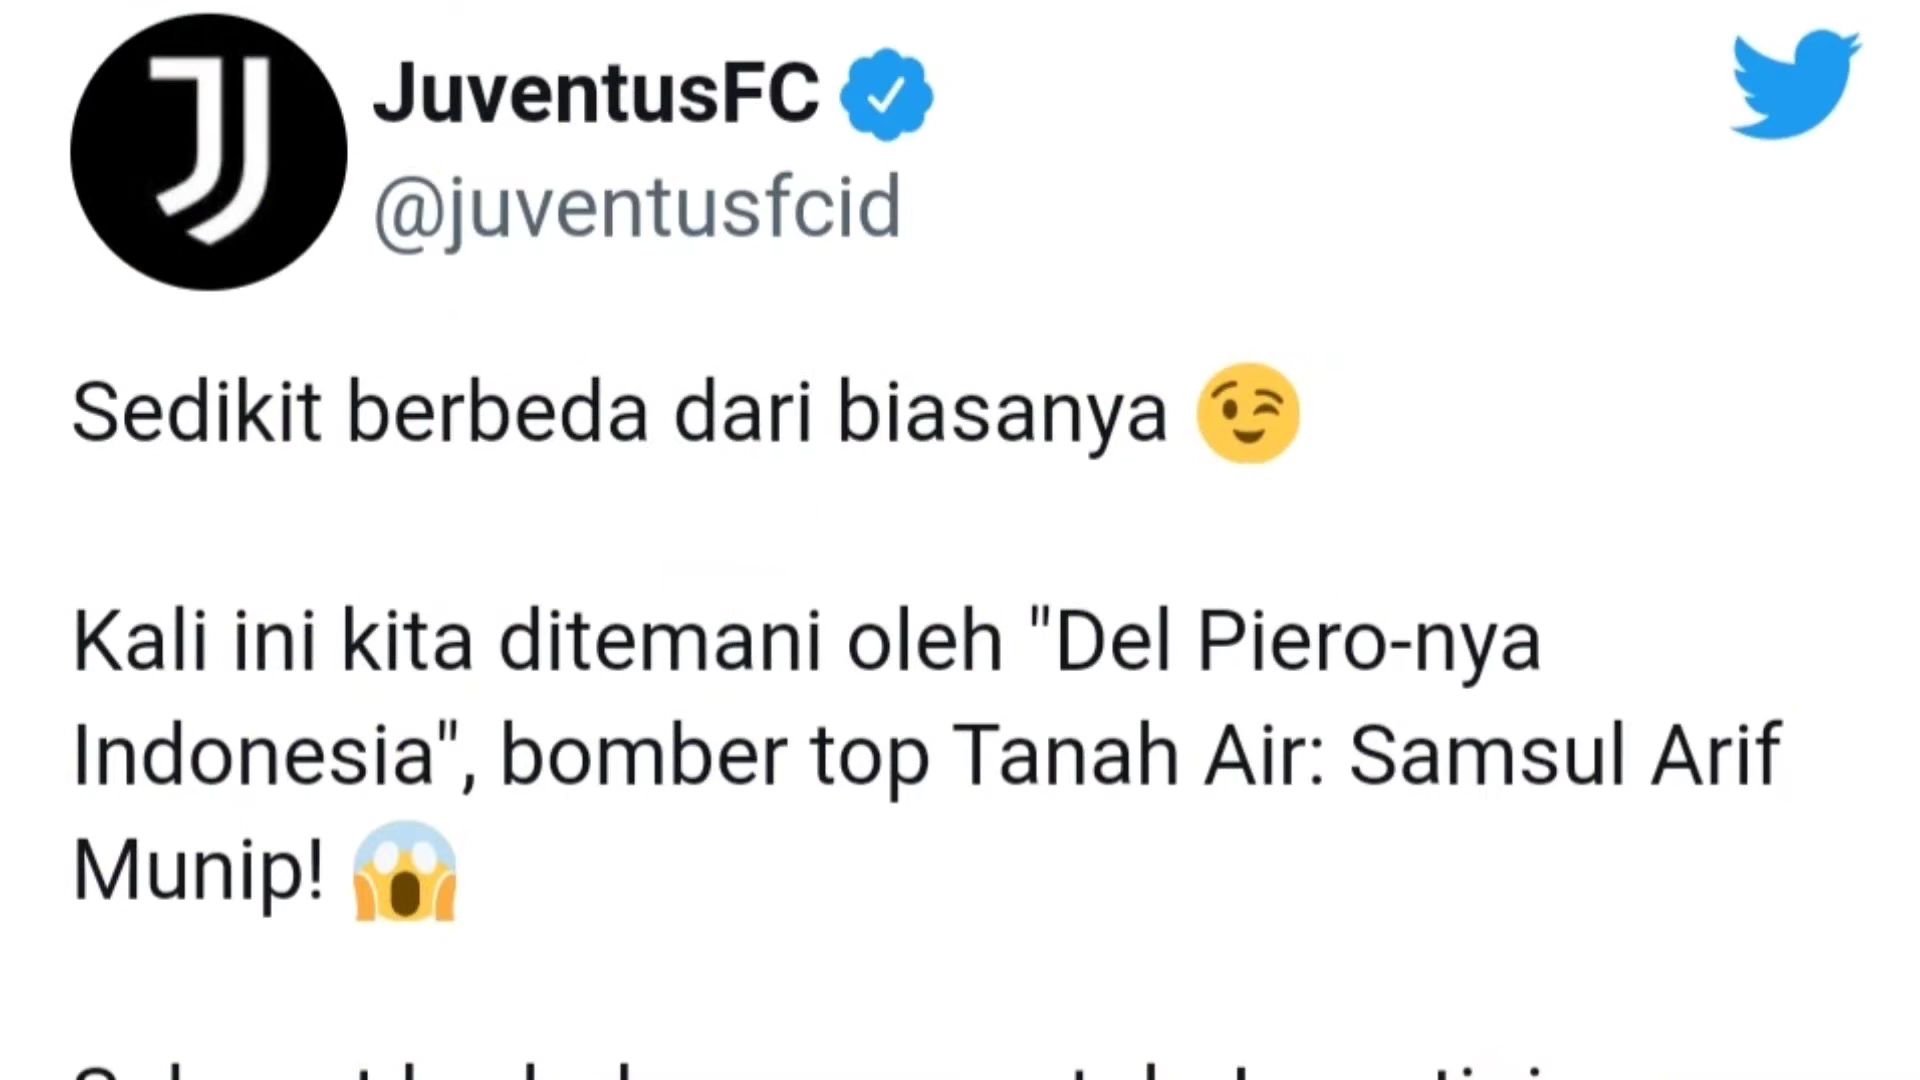 JuventusFC
@juventusfcid
Sedikit berbeda dari biasanya 😉
Kali ini kita ditemani oleh "Del Piero-nya
Indonesia", bomber top Tanah Air: Samsul Arif
Munip! 😱